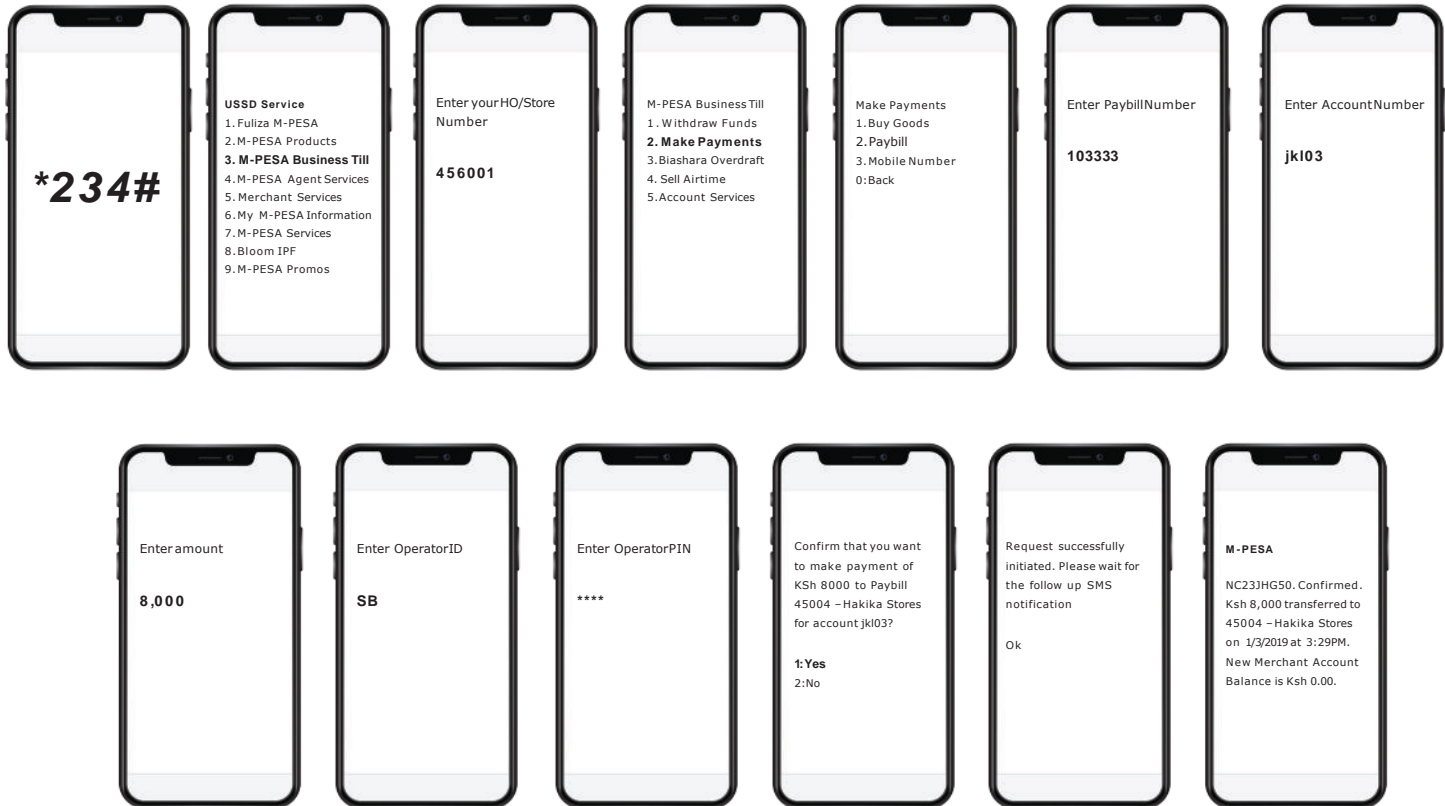 *234#
USSD Service
1. Fuliza M-PESA
2. M-PESA Products
3. M-PESA Business Till
4. M-PESA Agent Services
5. Merchant Services
6. My M-PESA Information
7. M-PESA Services
8. Bloom IPF
9. M-PESA Promos
Enter your HO/Store
Number
456001
M-PESA Business Till
1. Withdraw Funds
2. Make Payments
3. Biashara Overdraft
4. Sell Airtime
5. Account Services
Make Payments
1. Buy Goods
2. Paybill
3. Mobile Number
0:Back
Enter Paybill Number
103333
Enter Account Number
jkl03
Enter amount
8,000
Enter Operator ID
SB
Enter Operator PIN
****
Confirm that you want
to make payment of
KSh 8000 to Paybill
45004 – Hakika Stores
for account jkl03?
1:Yes
2:No
Request successfully
initiated. Please wait for
the follow up SMS
notification
Ok
M-PESA
NC23JHG50. Confirmed.
Ksh 8,000 transferred to
45004 – Hakika Stores
on 1/3/2019 at 3:29PM.
New Merchant Account
Balance is Ksh 0.00.